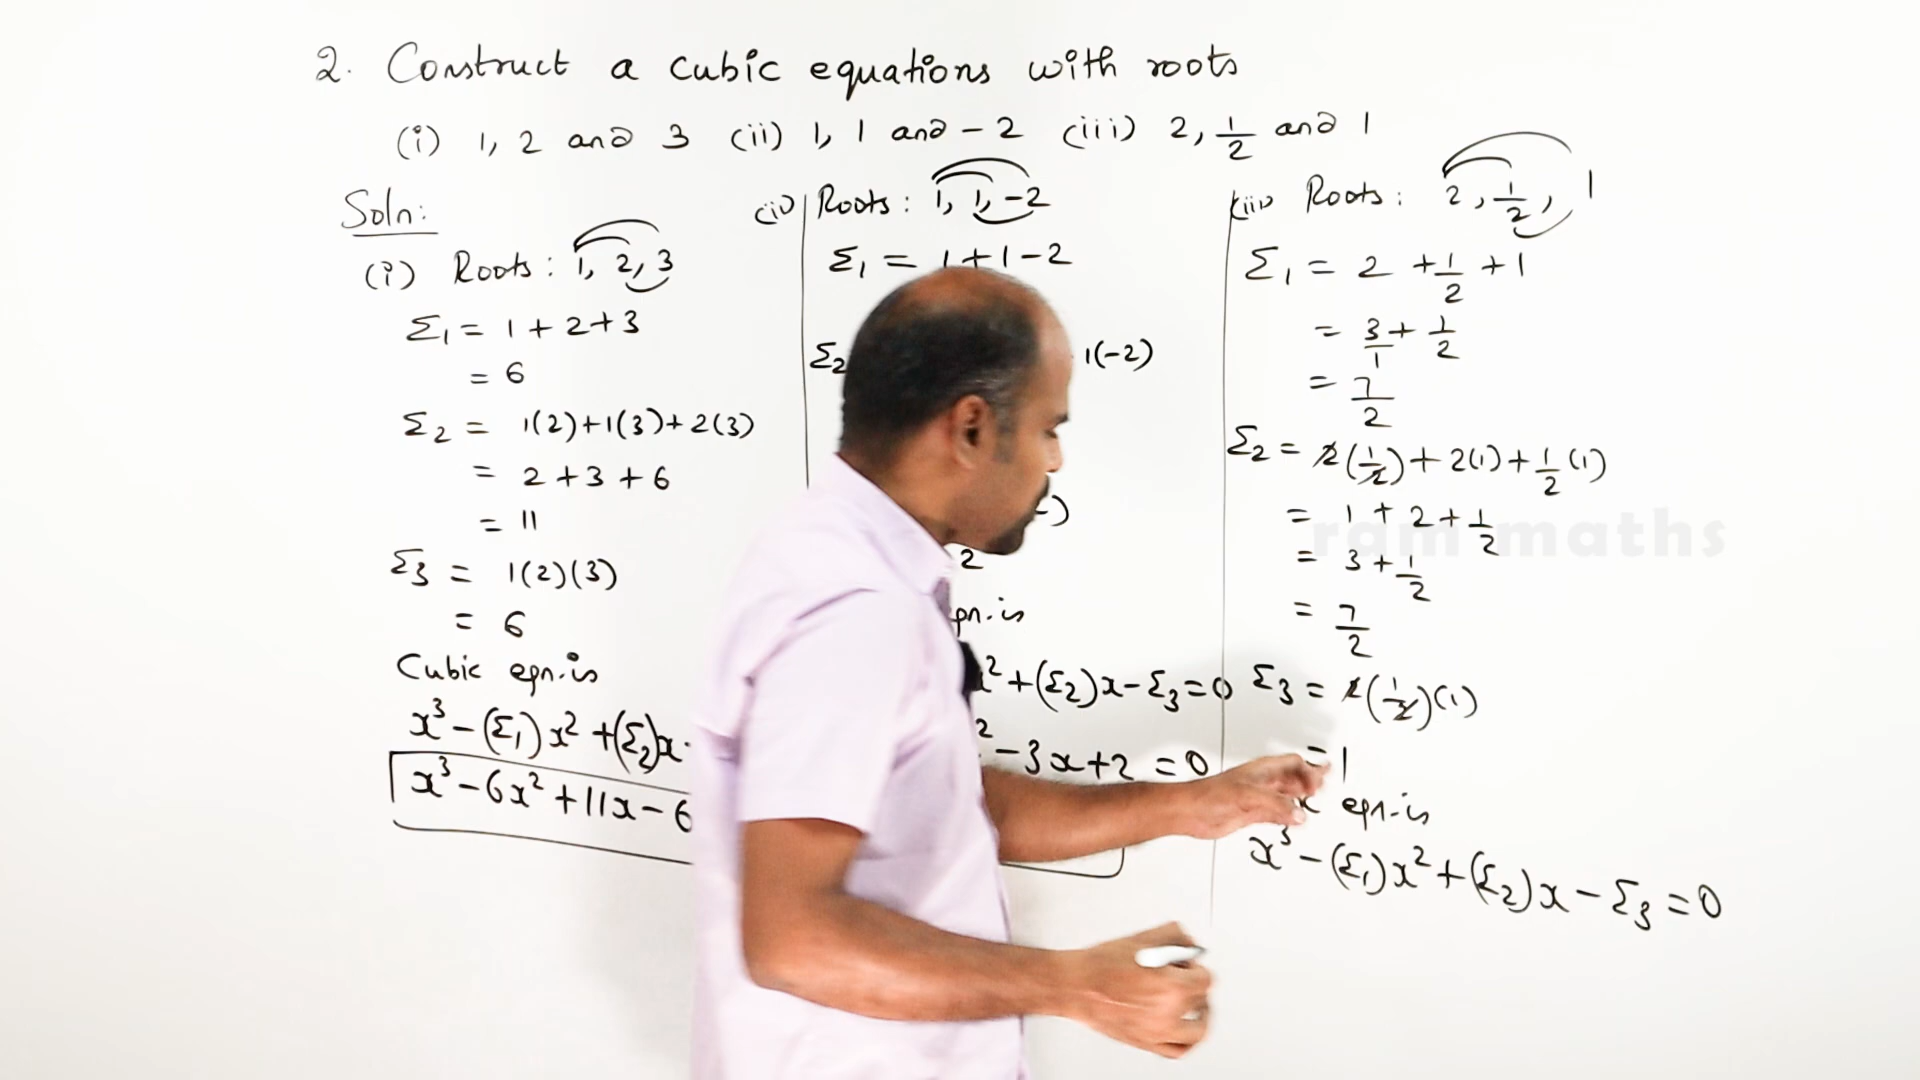 2. Construct a cubic equations with roots
(i) 1, 2 and 3 (ii) 1, 1 and -2 (iii) 2, 1/2 and 1
Soln:
(i) Roots: 1, 2, 3
Σ₁ = 1 + 2 + 3
= 6
Σ₂ = 1(2)+1(3)+2(3)
= 2 + 3 + 6
= 11
Σ₃ = 1(2)(3)
= 6
Cubic eqn. is
x³ - (Σ₁)x² + (Σ₂)x
x³ - 6x² + 11x - 6
(ii) Roots: 1, 1, -2
Σ₁ = 1 + 1 - 2
Σ₂ 1(-2)
)
2
is
x² + (Σ₂)x - Σ₃ = 0
² - 3x + 2 = 0
(iii) Roots: 2, 1/2, 1
Σ₁ = 2 + 1/2 + 1
= 3/1 + 1/2
= 7/2
Σ₂ = 2(1/2) + 2(1) + 1/2 (1)
= 1 + 2 + 1/2
ram maths
= 3 + 1/2
= 7/2
Σ₃ = 2(1/2)(1)
= 1
eqn. is
x³ - (Σ₁)x² + (Σ₂)x - Σ₃ = 0